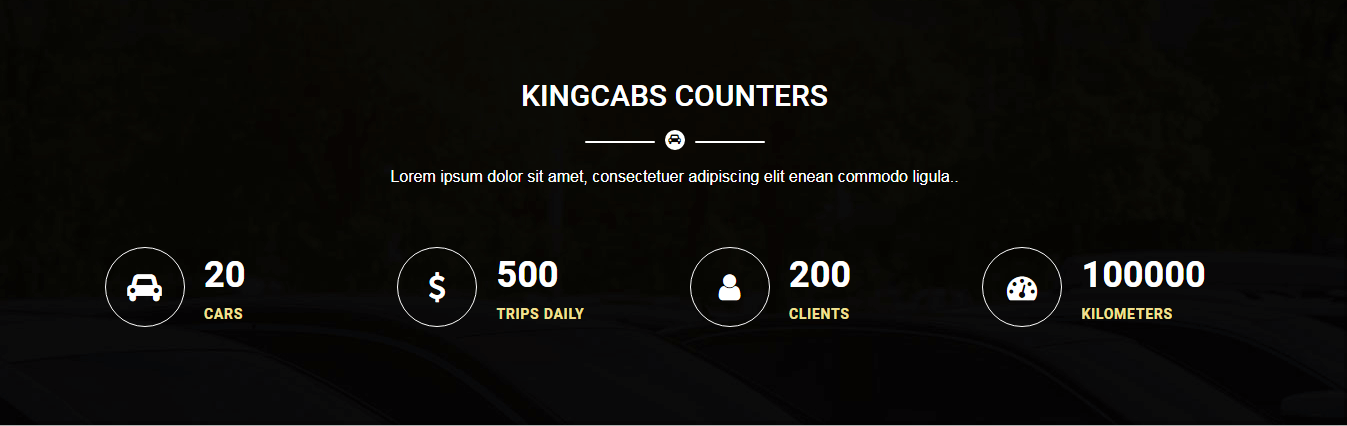 KINGCABS COUNTERS
Lorem ipsum dolor sit amet, consectetuer adipiscing elit enean commodo ligula..
20
CARS
$
500
TRIPS DAILY
200
CLIENTS
100000
KILOMETERS